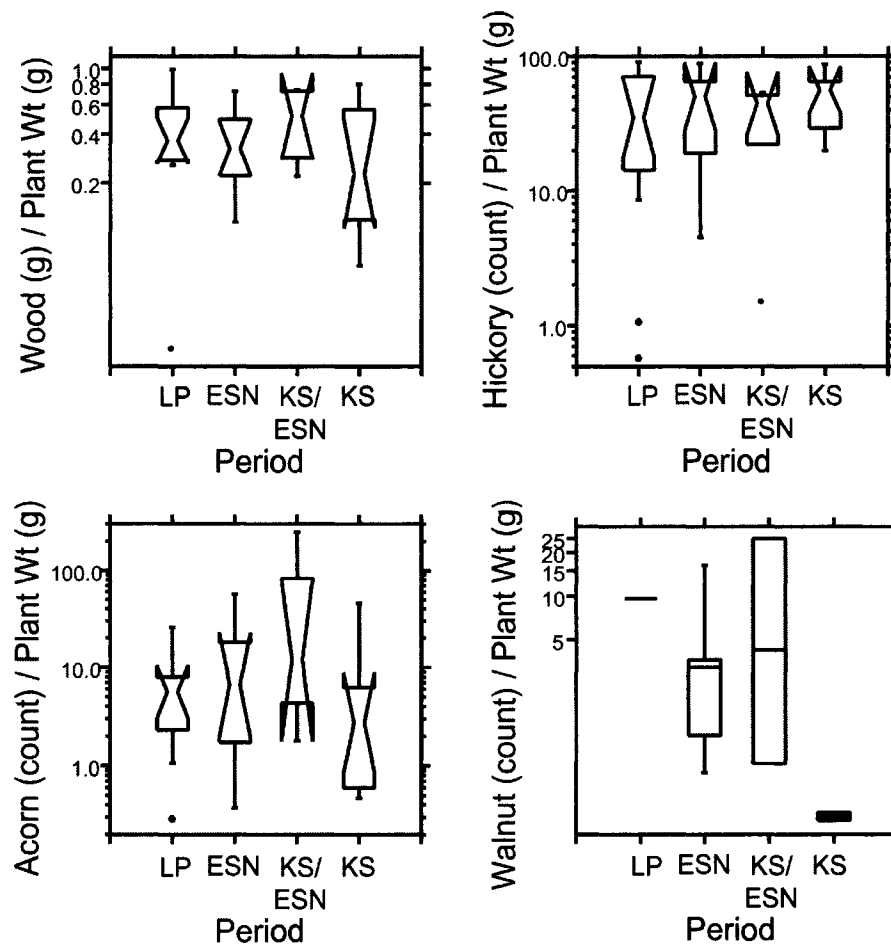 Wood (g) / Plant Wt (g)
1.0
0.8
0.6
0.4
0.2
LP
ESN
KS/
ESN
KS
Period
Hickory (count) / Plant Wt (g)
100.0
10.0
1.0
LP
ESN
KS/
ESN
KS
Period
Acorn (count) / Plant Wt (g)
100.0
10.0
1.0
LP
ESN
KS/
ESN
KS
Period
Walnut (count) / Plant Wt (g)
25
20
15
10
5
LP
ESN
KS/
ESN
KS
Period